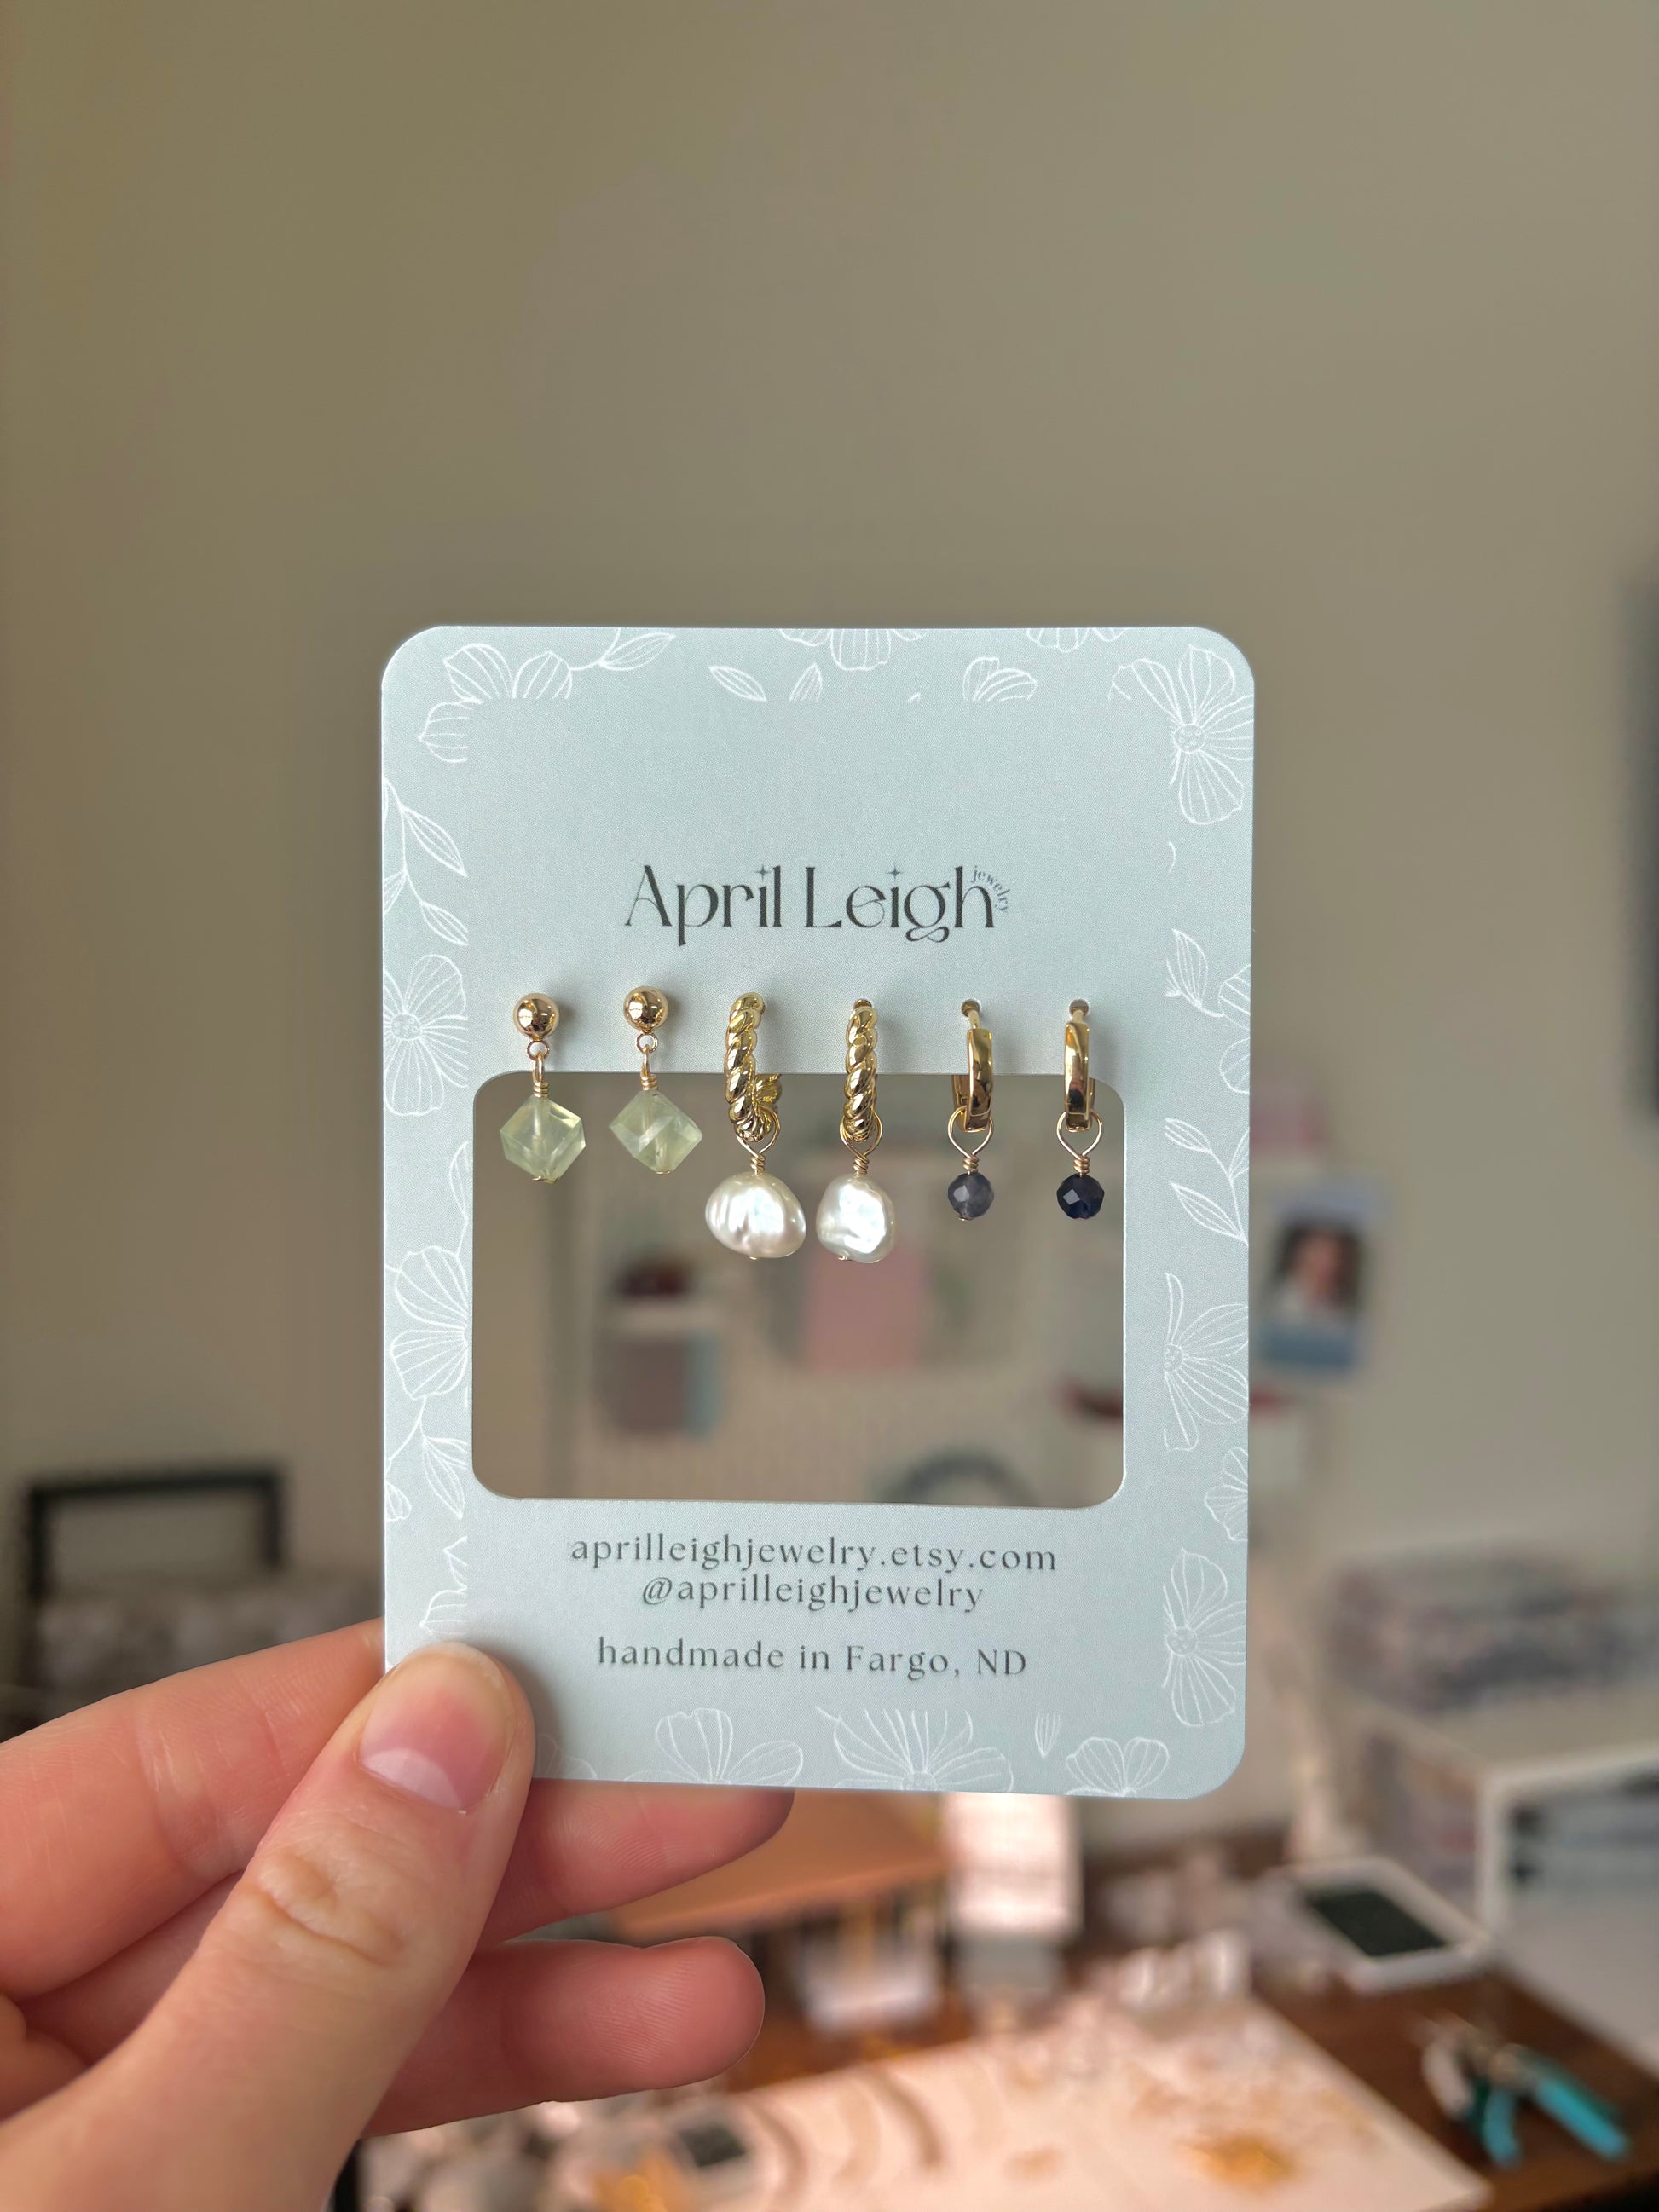 April Leigh jewelry
aprilleighjewelry.etsy.com
@aprilleighjewelry
handmade in Fargo, ND